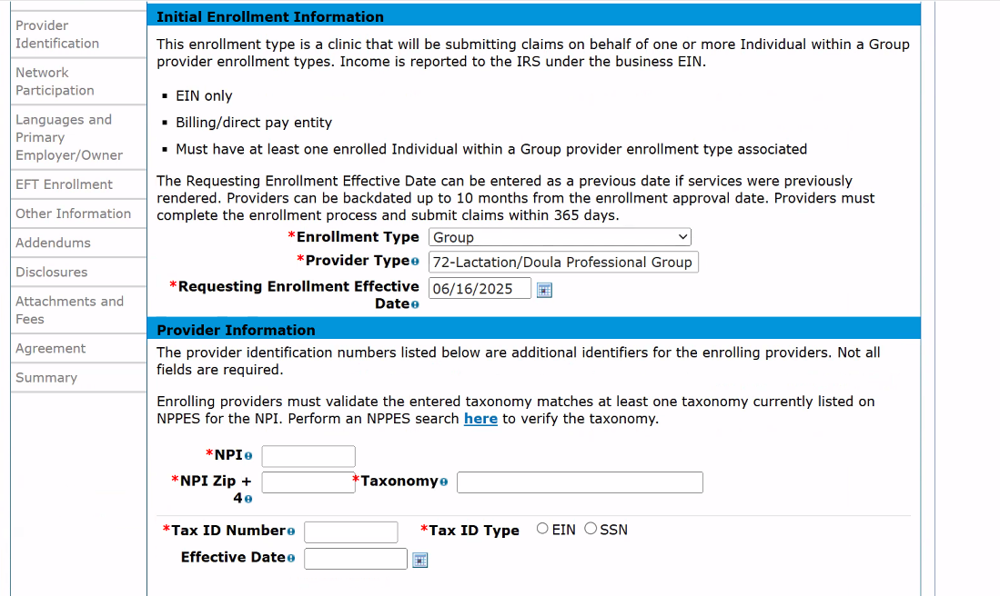 Provider
Identification
Network
Participation
Languages and
Primary
Employer/Owner
EFT Enrollment
Other Information
Addendums
Disclosures
Attachments and
Fees
Agreement
Summary
Initial Enrollment Information
This enrollment type is a clinic that will be submitting claims on behalf of one or more Individual within a Group
provider enrollment types. Income is reported to the IRS under the business EIN.
▪ EIN only
▪ Billing/direct pay entity
▪ Must have at least one enrolled Individual within a Group provider enrollment type associated
The Requesting Enrollment Effective Date can be entered as a previous date if services were previously
rendered. Providers can be backdated up to 10 months from the enrollment approval date. Providers must
complete the enrollment process and submit claims within 365 days.
*Enrollment Type Group
*Provider Type 72-Lactation/Doula Professional Group
*Requesting Enrollment Effective 06/16/2025
Date
Provider Information
The provider identification numbers listed below are additional identifiers for the enrolling providers. Not all
fields are required.
Enrolling providers must validate the entered taxonomy matches at least one taxonomy currently listed on
NPPES for the NPI. Perform an NPPES search here to verify the taxonomy.
*NPI
*NPI Zip + *Taxonomy
4
*Tax ID Number *Tax ID Type EIN SSN
Effective Date